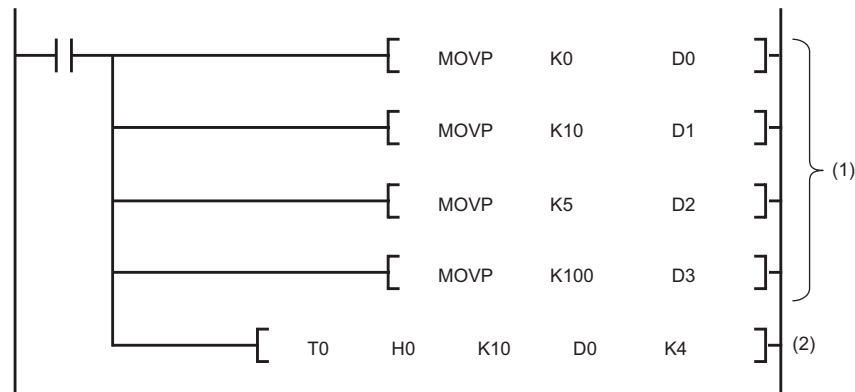 MOVP K0 D0
MOVP K10 D1
MOVP K5 D2
MOVP K100 D3
(1)
T0 H0 K10 D0 K4
(2)